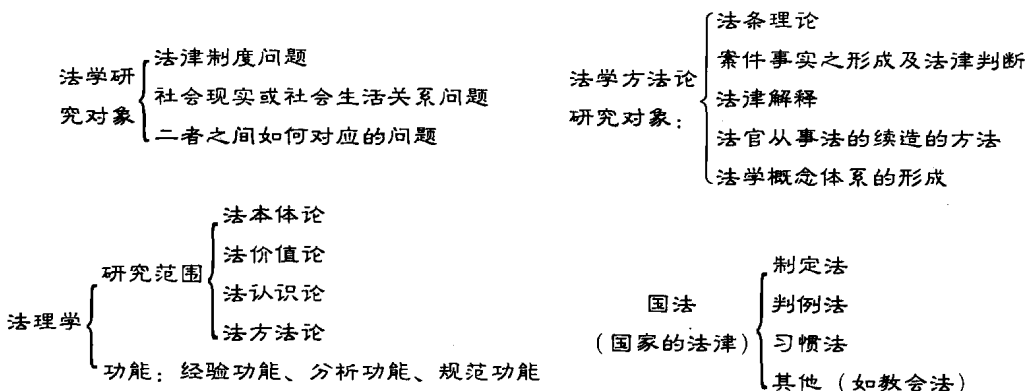 法学研
究对象
法律制度问题
社会现实或社会生活关系问题
二者之间如何对应的问题
法学方法论
研究对象：
法条理论
案件事实之形成及法律判断
法律解释
法官从事法的续造的方法
法学概念体系的形成
法理学
研究范围
法本体论
法价值论
法认识论
法方法论
功能：经验功能、分析功能、规范功能
国法
（国家的法律）
制定法
判例法
习惯法
其他（如教会法）